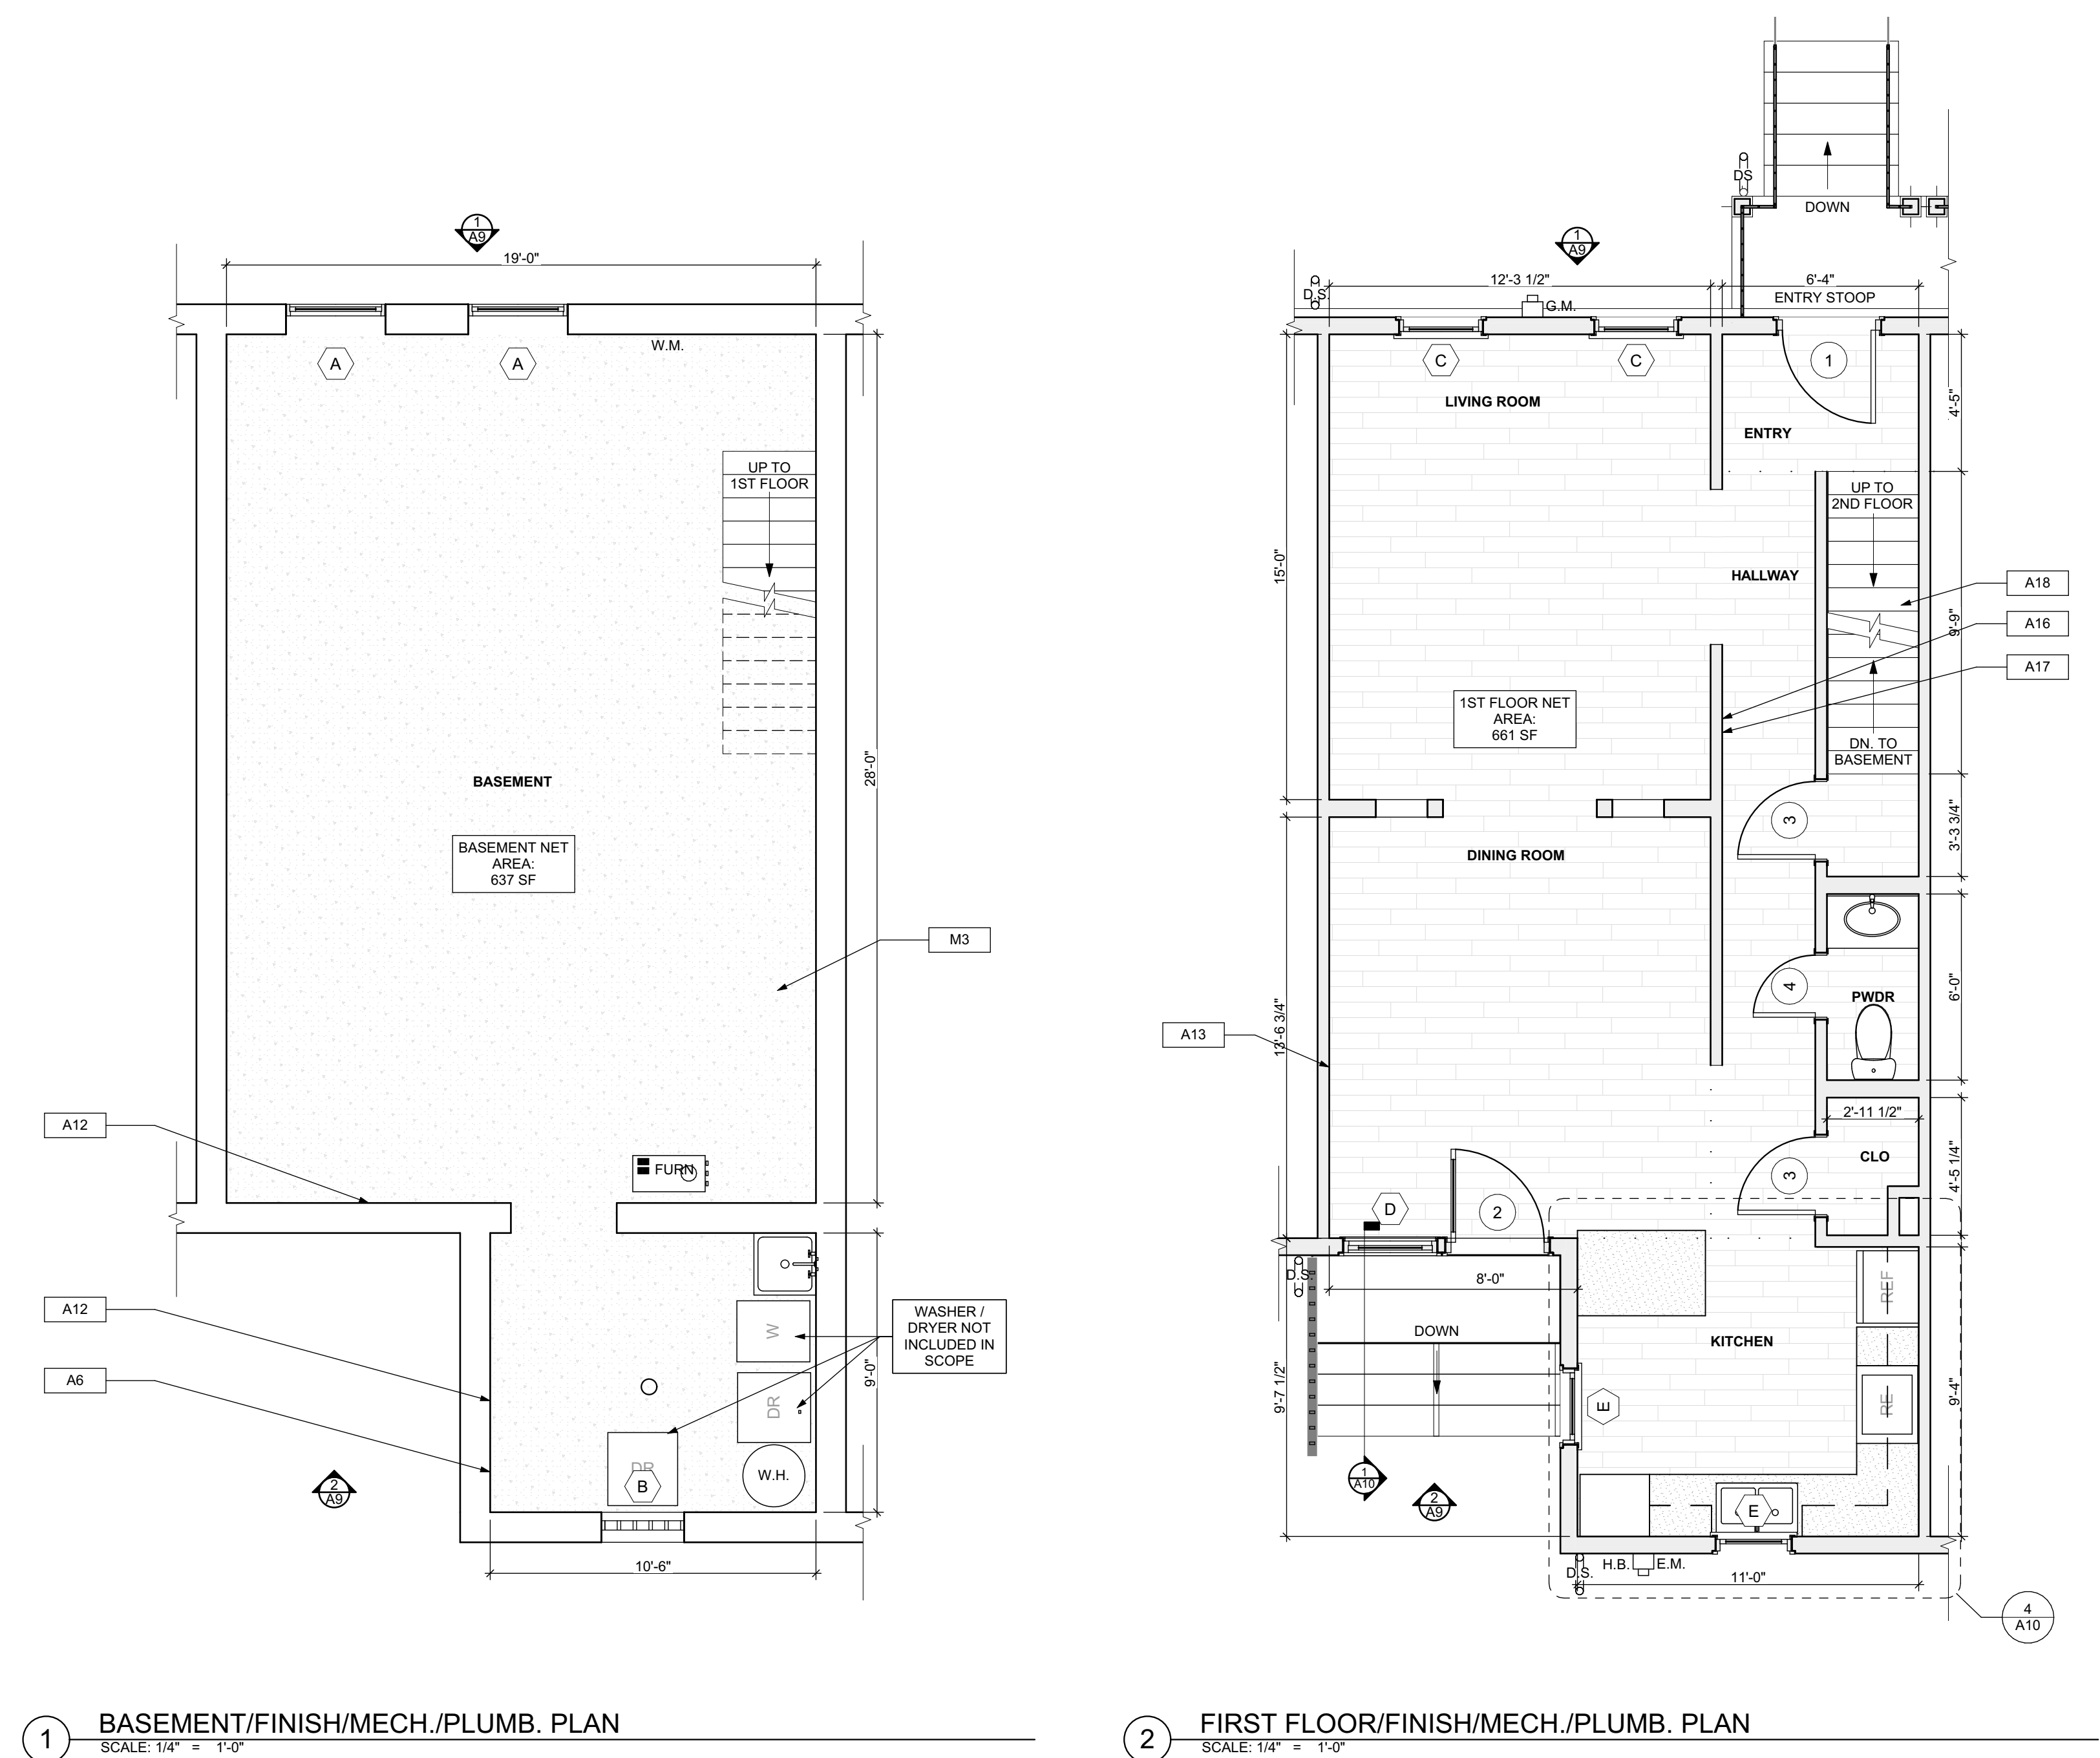 1
A9
19'-0"
W.M.
A
A
UP TO
1ST FLOOR
BASEMENT
28'-0"
BASEMENT NET
AREA:
637 SF
M3
A12
FURN
A12
W
WASHER /
DRYER NOT
INCLUDED IN
SCOPE
A6
DR
9'-0"
DR
B
W.H.
2
A9
10'-6"
1
BASEMENT/FINISH/MECH./PLUMB. PLAN
SCALE: 1/4" = 1'-0"
DS
DOWN
1
A9
12'-3 1/2"
6'-4"
D.S.
G.M.
ENTRY STOOP
C
C
1
LIVING ROOM
4'-5"
ENTRY
UP TO
2ND FLOOR
15'-0"
HALLWAY
A18
9'-9"
A16
A17
1ST FLOOR NET
AREA:
661 SF
DN. TO
BASEMENT
3
3'-3 3/4"
DINING ROOM
4
PWDR
6'-0"
13'-6 3/4"
A13
2'-11 1/2"
CLO
3
4'-5 1/4"
D
2
D.S.
8'-0"
REF
DOWN
KITCHEN
9'-7 1/2"
E
RE
9'-4"
1
A10
2
A9
E
H.B.
E.M.
D.S.
11'-0"
4
A10
2
FIRST FLOOR/FINISH/MECH./PLUMB. PLAN
SCALE: 1/4" = 1'-0"